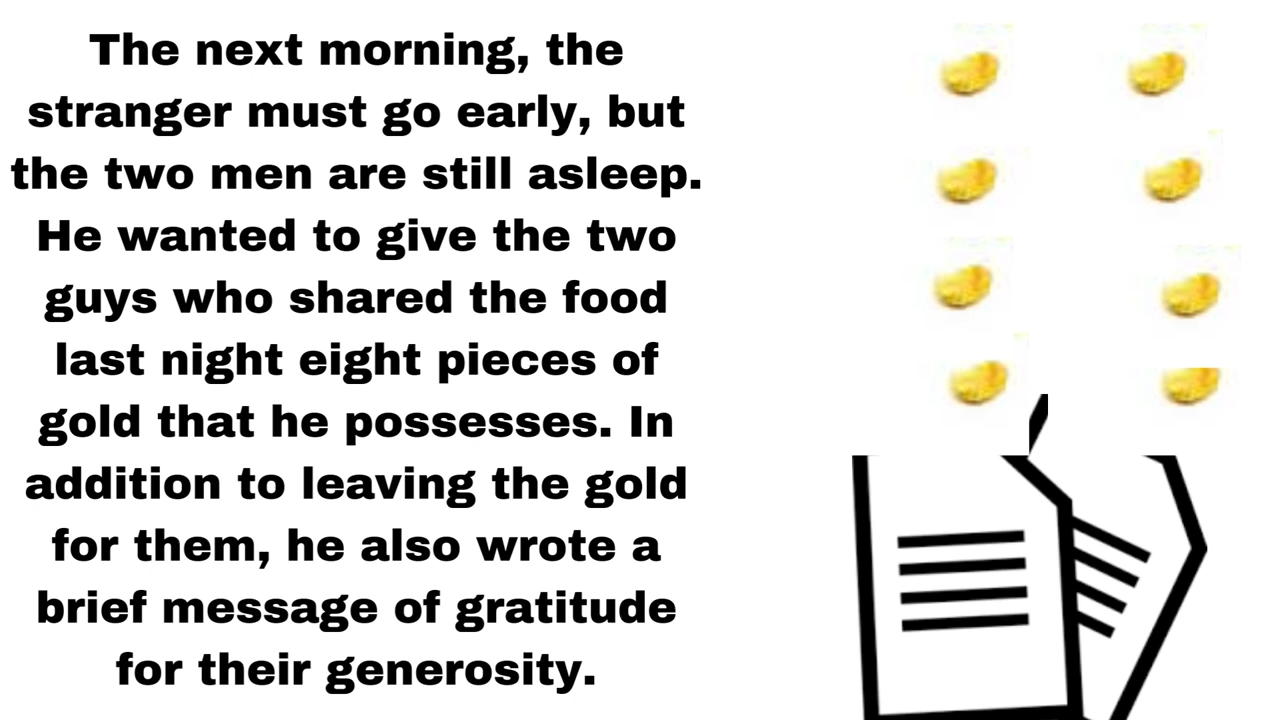 The next morning, the
stranger must go early, but
the two men are still asleep.
He wanted to give the two
guys who shared the food
last night eight pieces of
gold that he possesses. In
addition to leaving the gold
for them, he also wrote a
brief message of gratitude
for their generosity.